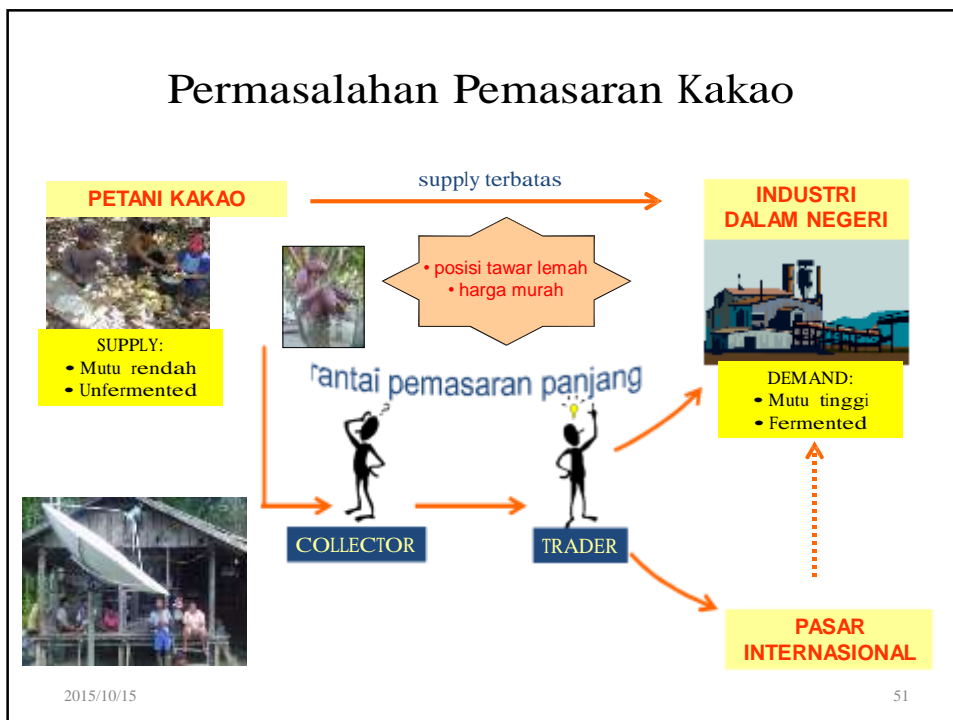 Permasalahan Pemasaran Kakao
supply terbatas
PETANI KAKAO
INDUSTRI
DALAM NEGERI
• posisi tawar lemah
• harga murah
SUPPLY:
• Mutu rendah
• Unfermented
rantai pemasaran panjang
DEMAND:
• Mutu tinggi
• Fermented
?
COLLECTOR
TRADER
PASAR
INTERNASIONAL
2015/10/15
51